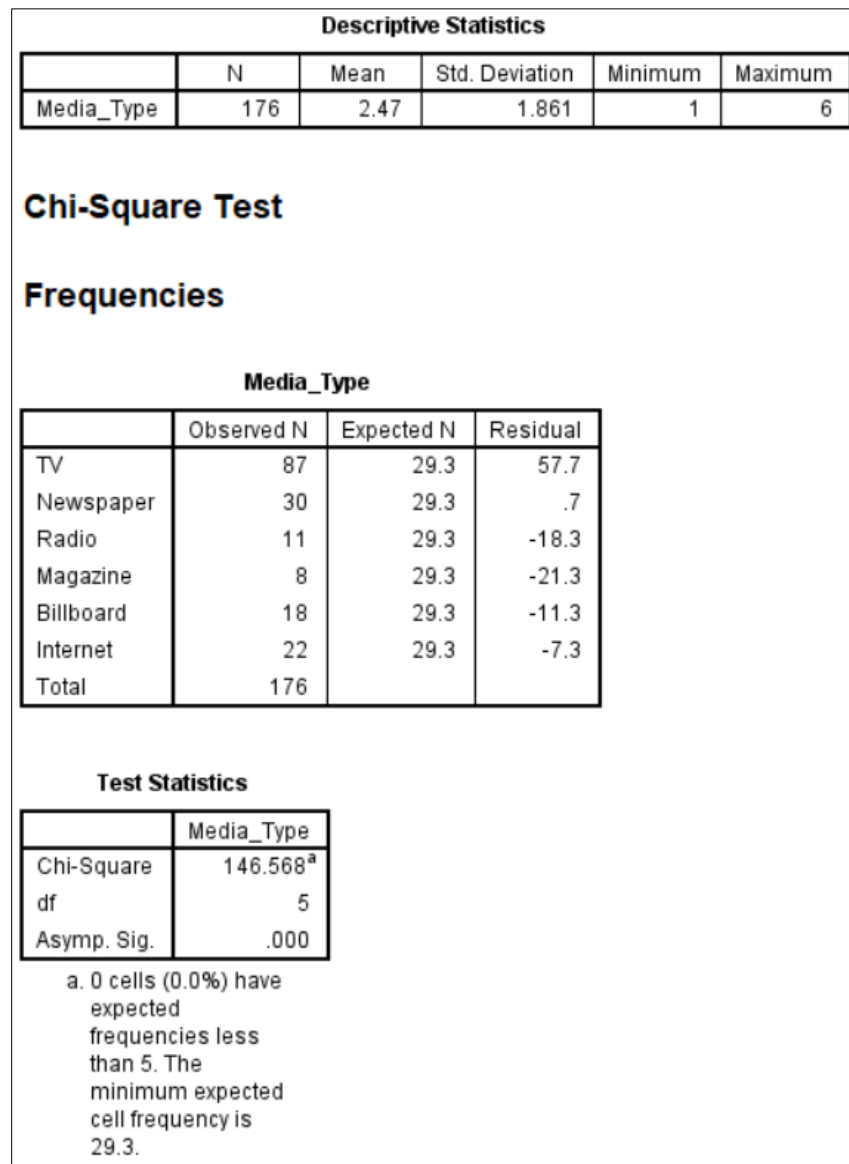 Descriptive Statistics
N Mean Std. Deviation Minimum Maximum
Media_Type 176 2.47 1.861 1 6
Chi-Square Test
Frequencies
Media_Type
Observed N Expected N Residual
TV 87 29.3 57.7
Newspaper 30 29.3 .7
Radio 11 29.3 -18.3
Magazine 8 29.3 -21.3
Billboard 18 29.3 -11.3
Internet 22 29.3 -7.3
Total 176
Test Statistics
Media_Type
Chi-Square 146.568a
df 5
Asymp. Sig. .000
a. 0 cells (0.0%) have
expected
frequencies less
than 5. The
minimum expected
cell frequency is
29.3.